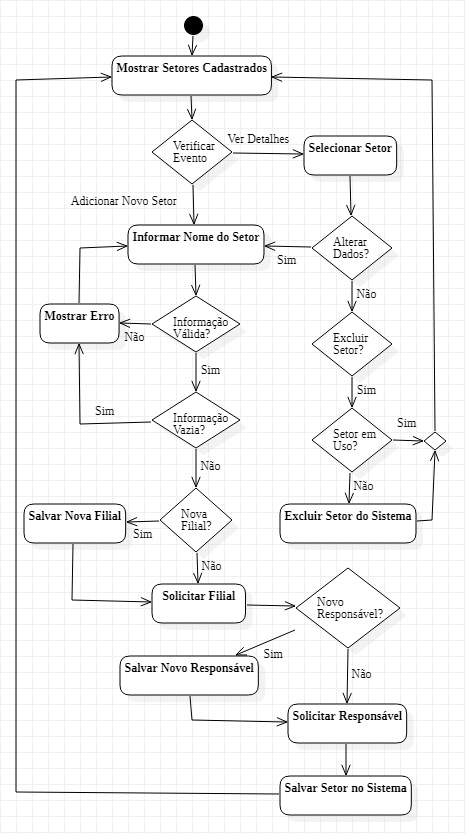 Mostrar Setores Cadastrados
Verificar
Evento
Ver Detalhes
Selecionar Setor
Adicionar Novo Setor
Informar Nome do Setor
Sim
Alterar
Dados?
Não
Mostrar Erro
Não
Informação
Válida?
Excluir
Setor?
Sim
Sim
Sim
Informação
Vazia?
Setor em
Uso?
Sim
Não
Não
Salvar Nova Filial
Sim
Nova
Filial?
Excluir Setor do Sistema
Não
Solicitar Filial
Novo
Responsável?
Sim
Salvar Novo Responsável
Não
Solicitar Responsável
Salvar Setor no Sistema